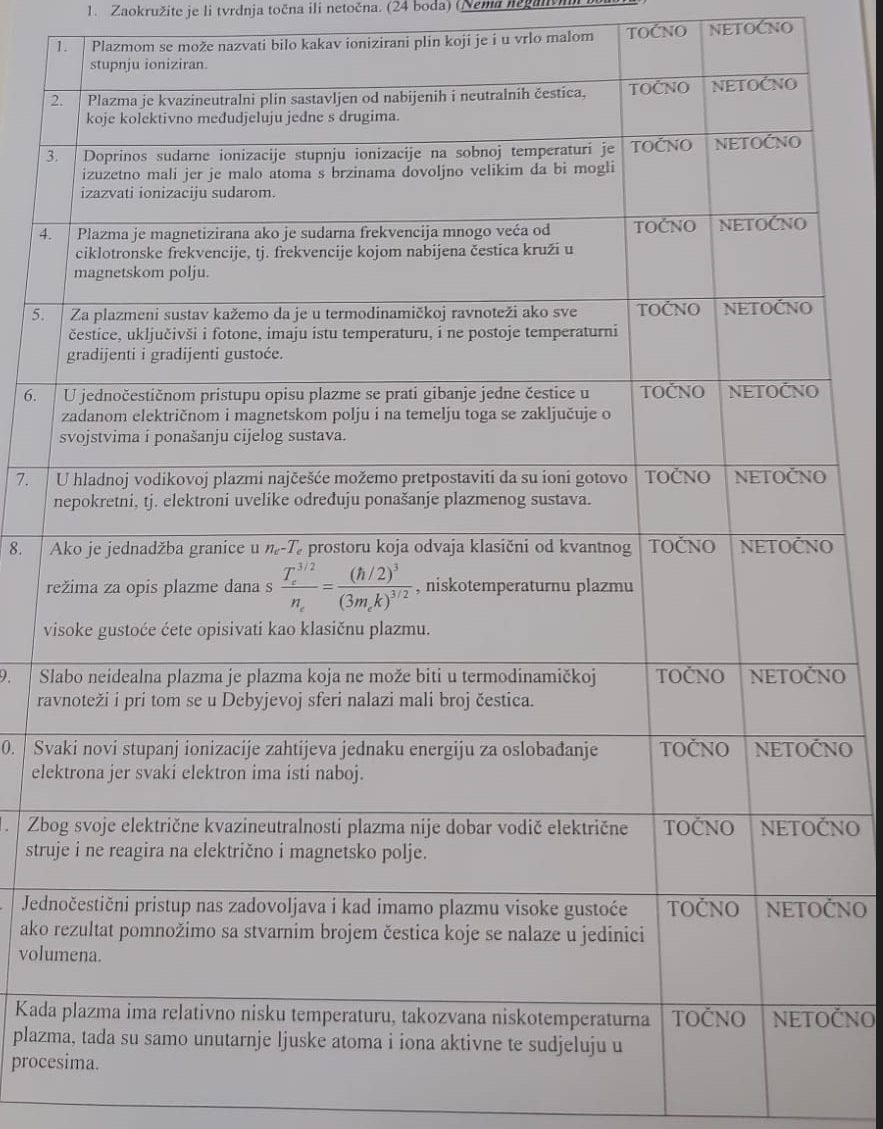 1. Zaokružite je li tvrdnja točna ili netočna. (24 boda) (Nema negativnih
1. Plazmom se može nazvati bilo kakav ionizirani plin koji je i u vrlo malom TOČNO NETOČNO
stupnju ioniziran.
2. Plazma je kvazineutralni plin sastavljen od nabijenih i neutralnih čestica, TOČNO NETOČNO
koje kolektivno međudjeluju jedne s drugima.
3. Doprinos sudarne ionizacije stupnju ionizacije na sobnoj temperaturi je TOČNO NETOČNO
izuzetno mali jer je malo atoma s brzinama dovoljno velikim da bi mogli
izazvati ionizaciju sudarom.
4. Plazma je magnetizirana ako je sudarna frekvencija mnogo veća od TOČNO NETOČNO
ciklotronske frekvencije, tj. frekvencije kojom nabijena čestica kruži u
magnetskom polju.
5. Za plazmeni sustav kažemo da je u termodinamičkoj ravnoteži ako sve TOČNO NETOČNO
čestice, uključivši i fotone, imaju istu temperaturu, i ne postoje temperaturni
gradijenti i gradijenti gustoće.
6. U jednočestičnom pristupu opisu plazme se prati gibanje jedne čestice u TOČNO NETOČNO
zadanom električnom i magnetskom polju i na temelju toga se zaključuje o
svojstvima i ponašanju cijelog sustava.
7. U hladnoj vodikovoj plazmi najčešće možemo pretpostaviti da su ioni gotovo TOČNO NETOČNO
nepokretni, tj. elektroni uvelike određuju ponašanje plazmenog sustava.
8. Ako je jednadžba granice u nₑ-Tₑ prostoru koja odvaja klasični od kvantnog TOČNO NETOČNO
režima za opis plazme dana s Tₑ^3/2 / nₑ = (ħ/2)³ / (3mₑk)^3/2, niskotemperaturnu plazmu
visoke gustoće ćete opisivati kao klasičnu plazmu.
9. Slabo neidealna plazma je plazma koja ne može biti u termodinamičkoj TOČNO NETOČNO
ravnoteži i pri tom se u Debyjevoj sferi nalazi mali broj čestica.
0. Svaki novi stupanj ionizacije zahtijeva jednaku energiju za oslobađanje TOČNO NETOČNO
elektrona jer svaki elektron ima isti naboj.
. Zbog svoje električne kvazineutralnosti plazma nije dobar vodič električne TOČNO NETOČNO
struje i ne reagira na električno i magnetsko polje.
Jednočestični pristup nas zadovoljava i kad imamo plazmu visoke gustoće TOČNO NETOČNO
ako rezultat pomnožimo sa stvarnim brojem čestica koje se nalaze u jedinici
volumena.
Kada plazma ima relativno nisku temperaturu, takozvana niskotemperaturna TOČNO NETOČNO
plazma, tada su samo unutarnje ljuske atoma i iona aktivne te sudjeluju u
procesima.